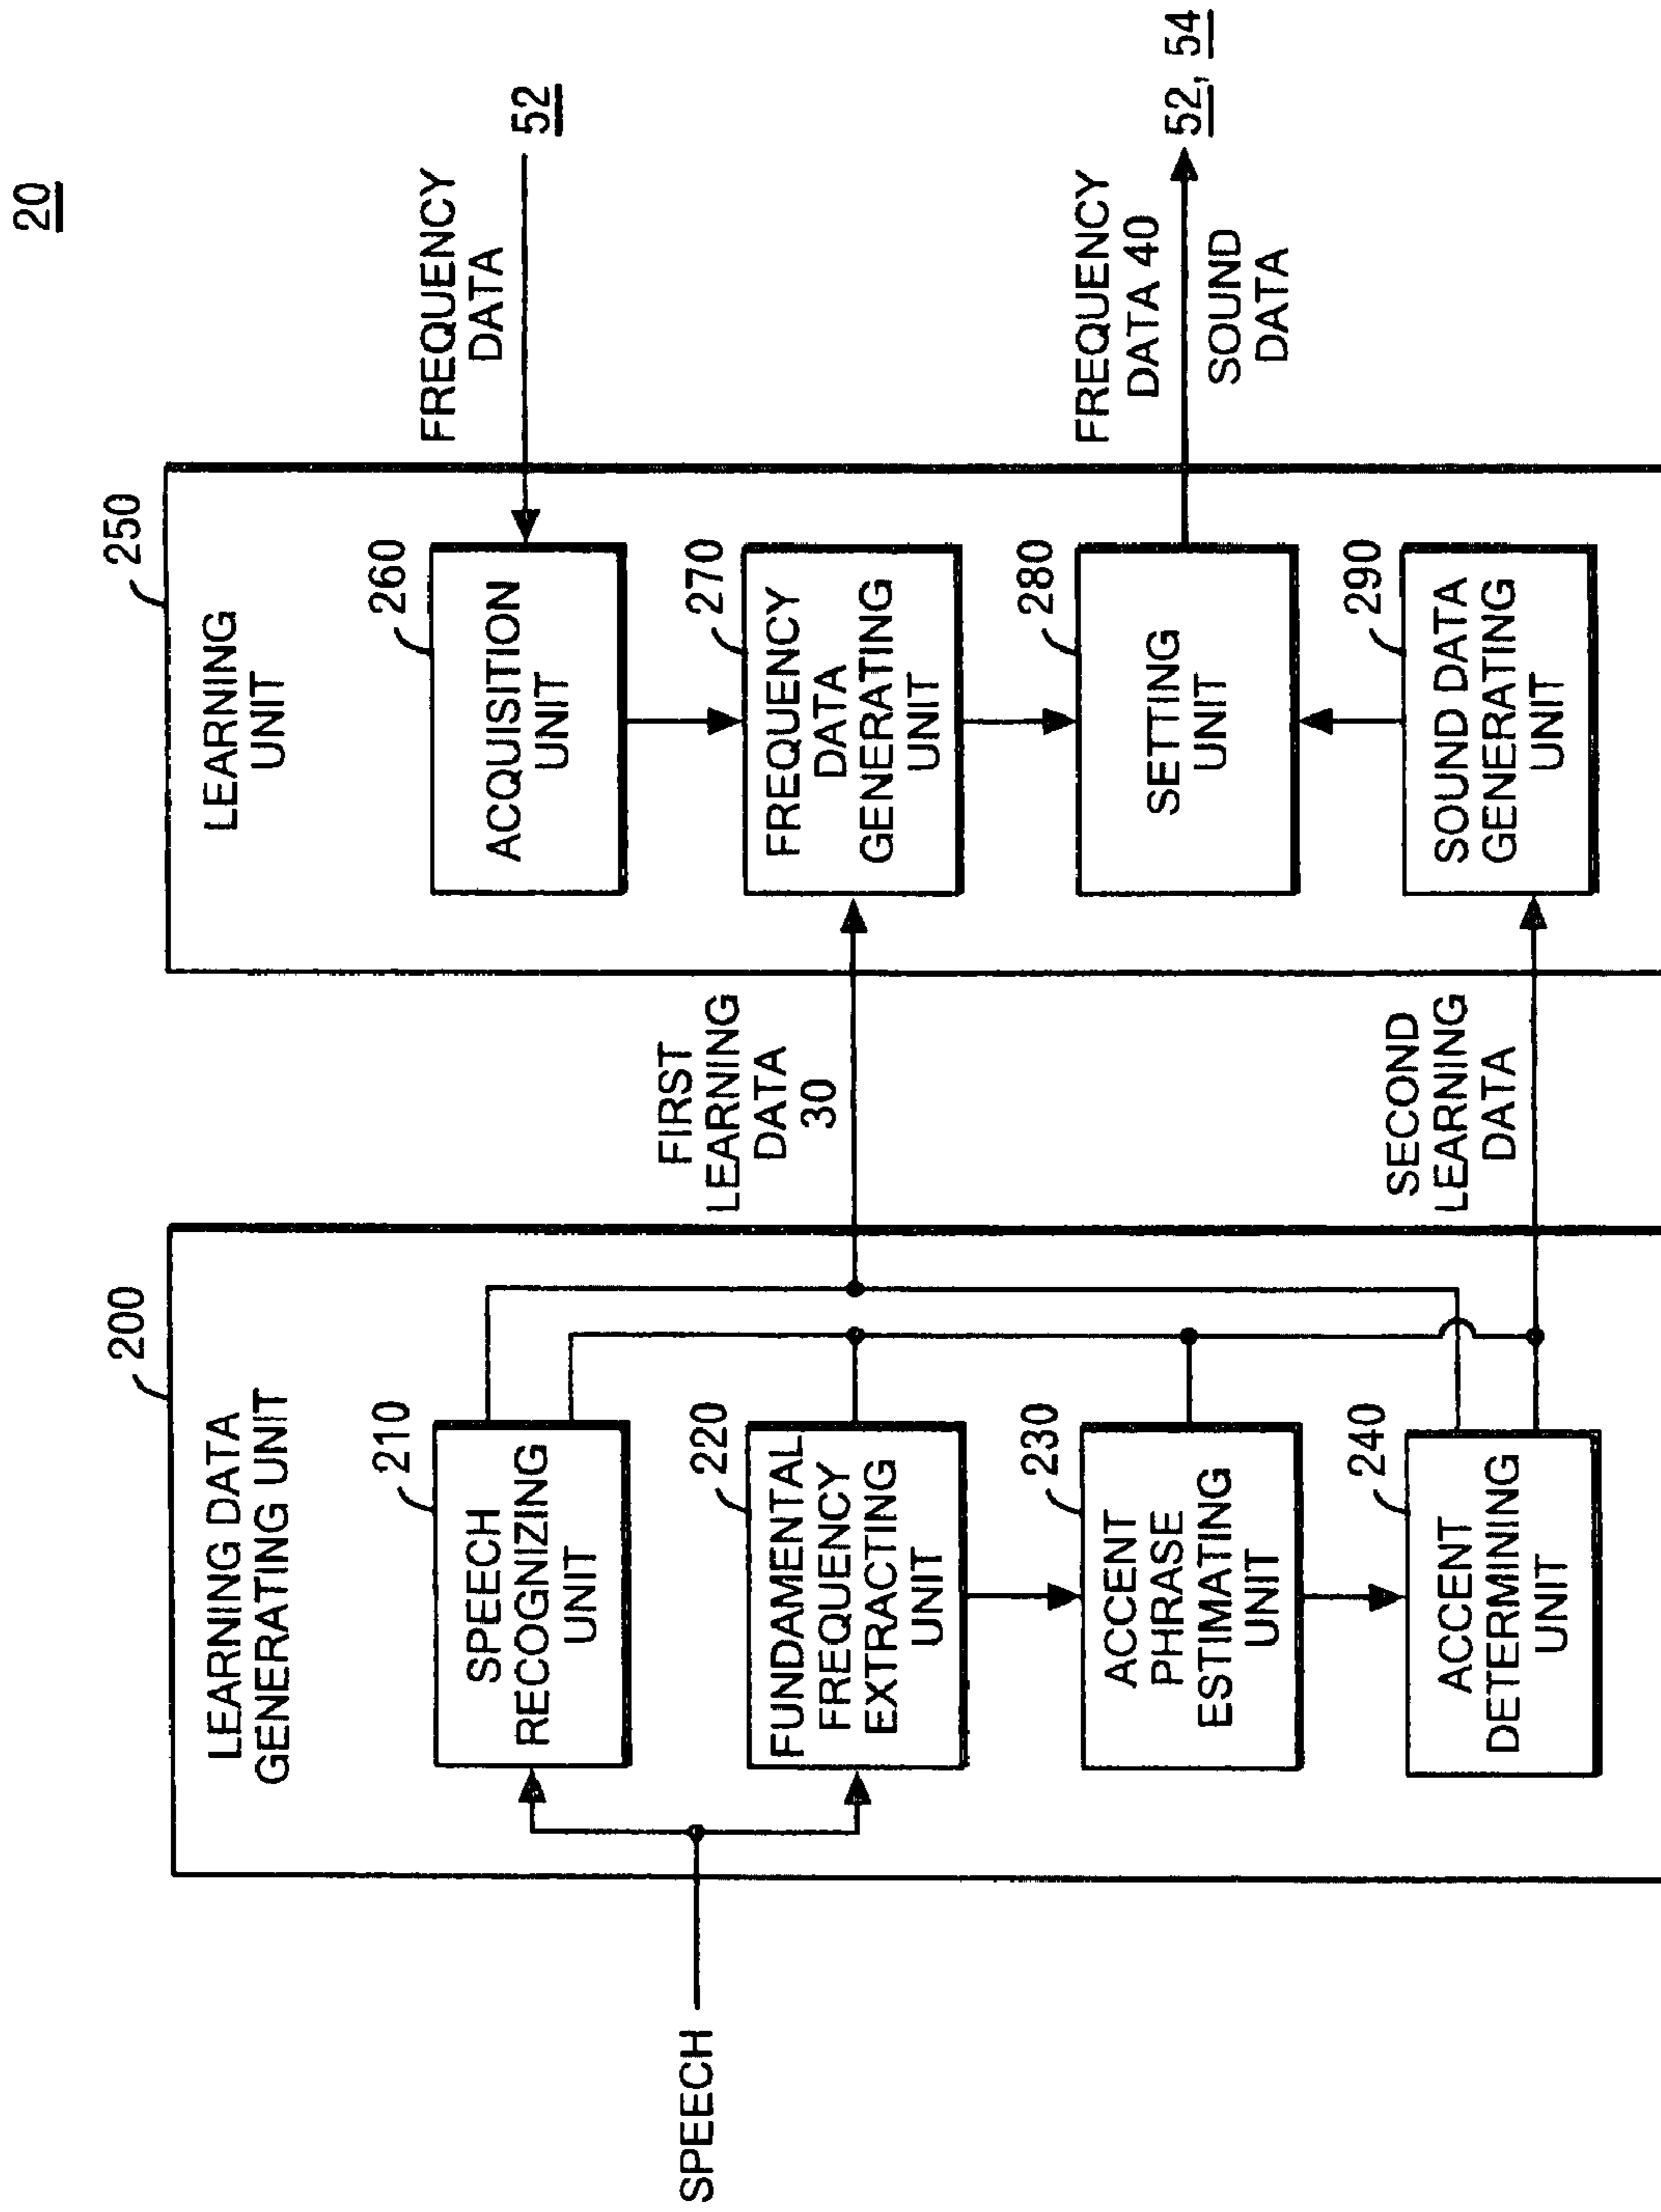 20
LEARNING DATA
GENERATING UNIT
200
SPEECH
RECOGNIZING
UNIT
210
FUNDAMENTAL
FREQUENCY
EXTRACTING
UNIT
220
ACCENT
PHRASE
ESTIMATING
UNIT
230
ACCENT
DETERMINING
UNIT
240
SPEECH
FIRST
LEARNING
DATA
30
SECOND
LEARNING
DATA
LEARNING
UNIT
250
ACQUISITION
UNIT
260
FREQUENCY
DATA
GENERATING
UNIT
270
SETTING
UNIT
280
SOUND DATA
GENERATING
UNIT
290
FREQUENCY
DATA
52
FREQUENCY
DATA 40
SOUND
DATA
52, 54